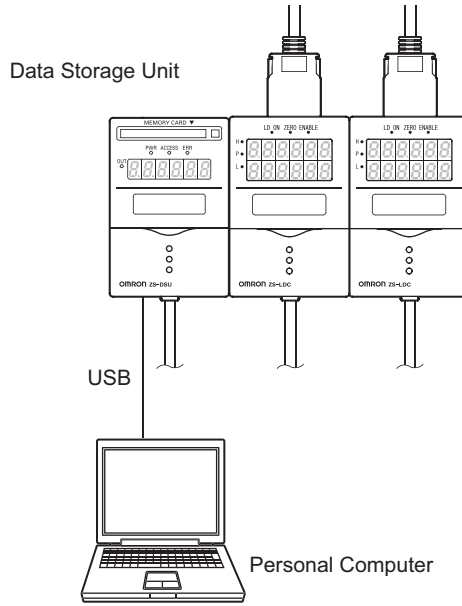 Data Storage Unit
MEMORY CARD ▼
PWR ACCESS ERR
OUT
LD ON ZERO ENABLE
H
P
L
LD ON ZERO ENABLE
H
P
L
OMRON ZS-DSU
OMRON ZS-LDC
OMRON ZS-LDC
USB
Personal Computer